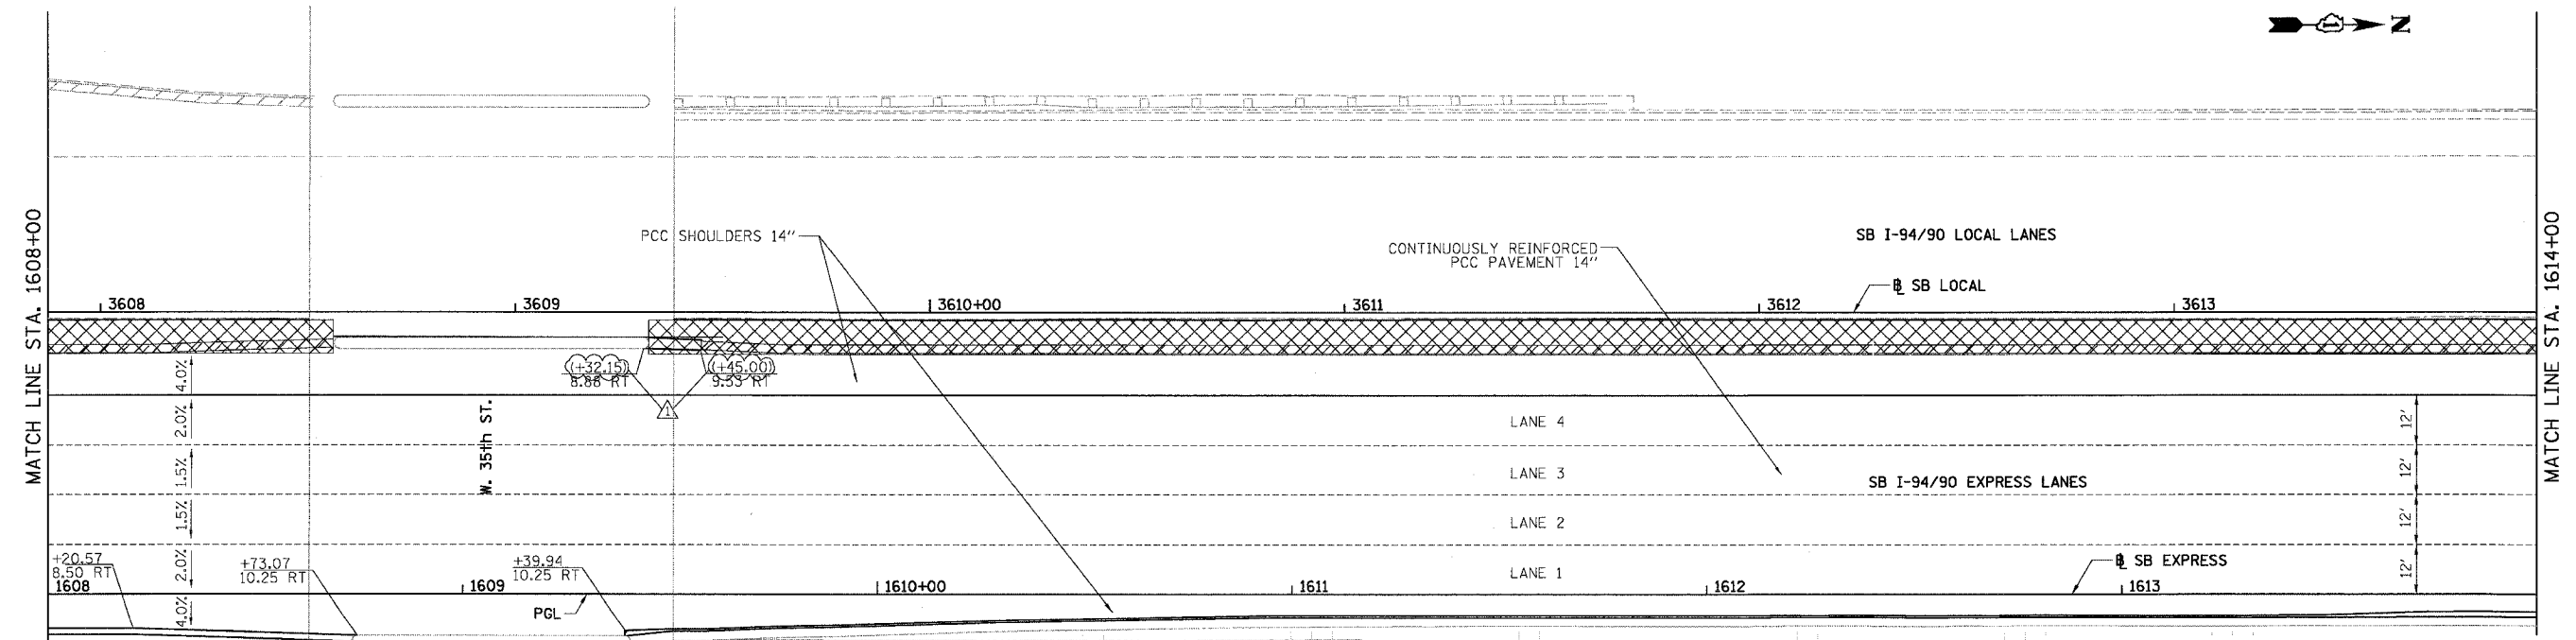 N
MATCH LINE STA. 1608+00
MATCH LINE STA. 1614+00
PCC SHOULDERS 14"
CONTINUOUSLY REINFORCED
PCC PAVEMENT 14"
SB I-94/90 LOCAL LANES
℄ SB LOCAL
3608
3609
3610+00
3611
3612
3613
(+32.15)
8.88 RT
(+45.00)
9.53 RT
1
4.0%
2.0%
1.5%
1.5%
2.0%
4.0%
W. 35th ST.
LANE 4
LANE 3
LANE 2
LANE 1
SB I-94/90 EXPRESS LANES
12'
12'
12'
12'
+20.57
8.50 RT
+73.07
10.25 RT
+39.94
10.25 RT
℄ SB EXPRESS
1608
1609
1610+00
1611
1612
1613
PGL